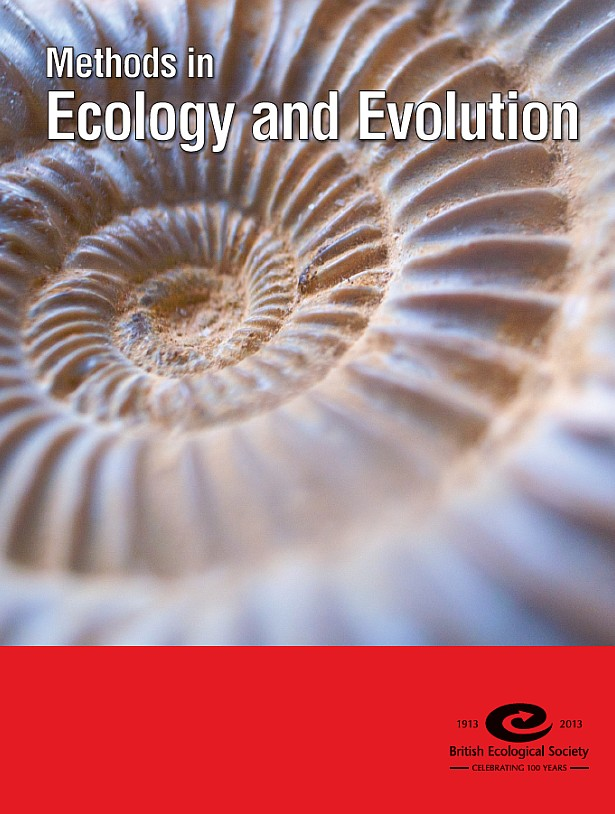 Methods in
Ecology and Evolution
1913 2013
British Ecological Society
CELEBRATING 100 YEARS